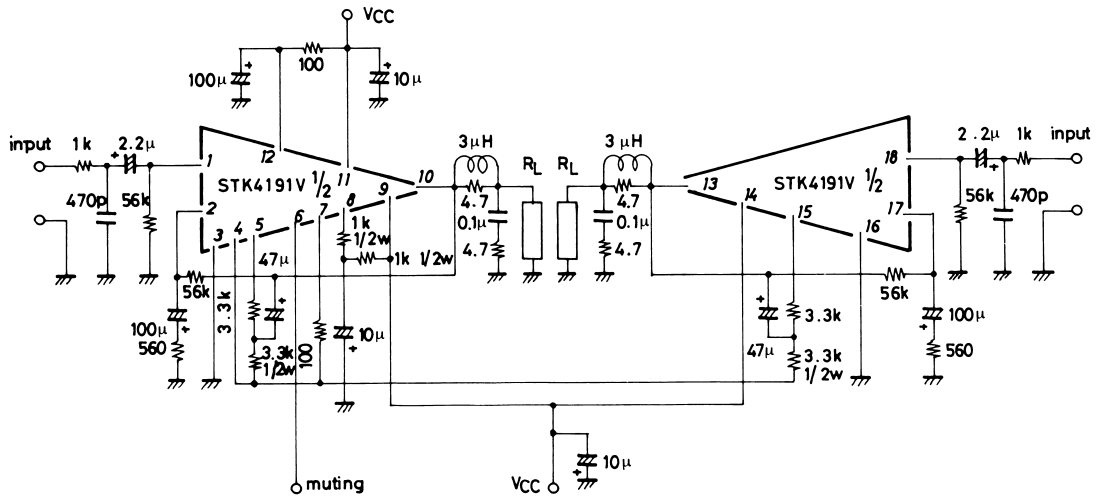 VCC
100μ
+
100
+
10μ
input
1k
+
2.2μ
470p
56k
1
2
3
4
5
6
7
8
9
10
11
12
STK4191V 1/2
3μH
4.7
0.1μ
4.7
RL
RL
3μH
4.7
0.1μ
4.7
13
14
15
16
17
18
STK4191V 1/2
2.2μ
+
1k
input
56k
470p
1k
1/2w
1k 1/2w
56k
47μ
+
3.3k
3.3k
1/2w
100
10μ
+
100μ
+
560
47μ
+
3.3k
3.3k
1/2w
56k
100μ
+
560
muting
VCC
10μ
+